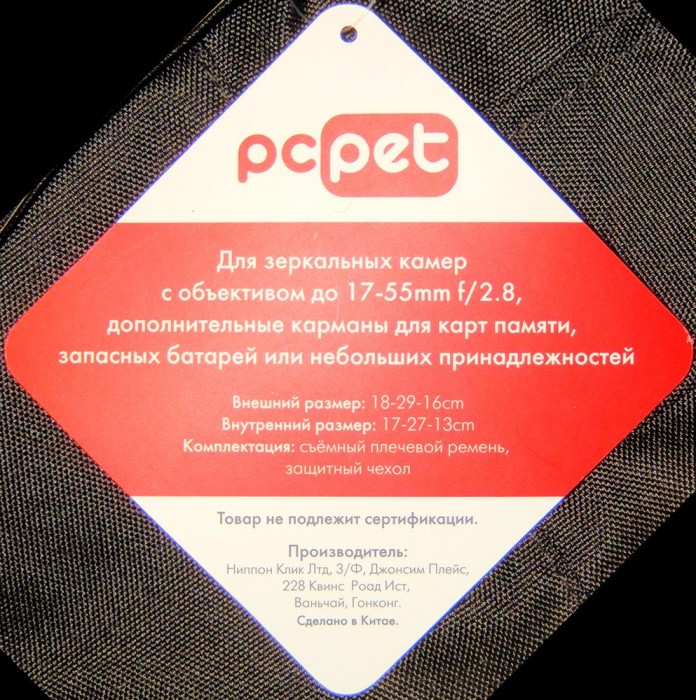 pcpet
Для зеркальных камер
с объективом до 17-55mm f/2.8,
дополнительные карманы для карт памяти,
запасных батарей или небольших принадлежностей
Внешний размер: 18-29-16cm
Внутренний размер: 17-27-13cm
Комплектация: съёмный плечевой ремень,
защитный чехол
Товар не подлежит сертификации.
Производитель:
Ниппон Клик Лтд, 3/Ф, Джонсим Плейс,
228 Квинс Роад Ист,
Ваньчай, Гонконг.
Сделано в Китае.